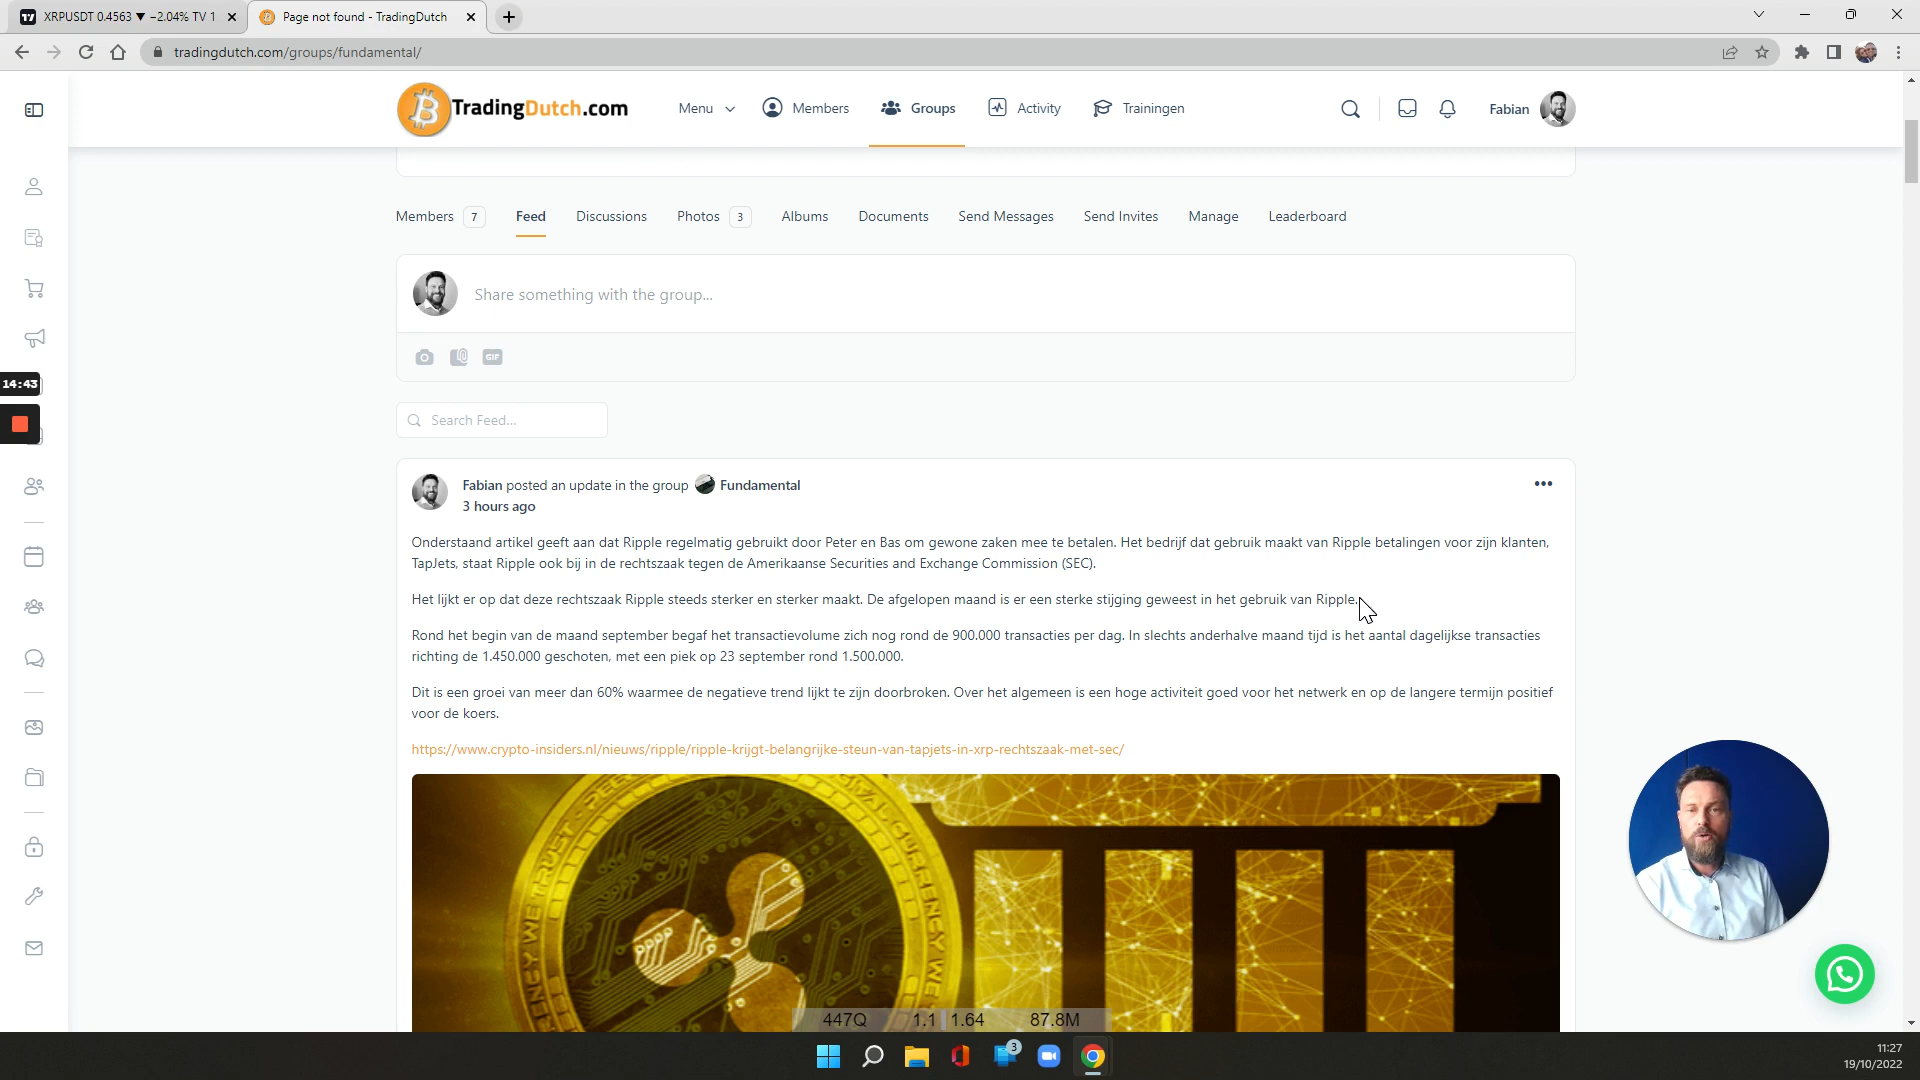 XRPUSDT 0.4563 ▼ −2.04% TV 1
Page not found - TradingDutch
tradingdutch.com/groups/fundamental/
TradingDutch.com
Menu
Members
Groups
Activity
Trainingen
Fabian
Members 7
Feed
Discussions
Photos 3
Albums
Documents
Send Messages
Send Invites
Manage
Leaderboard
Share something with the group...
GIF
14:43
Search Feed...
Fabian posted an update in the group Fundamental
3 hours ago
Onderstaand artikel geeft aan dat Ripple regelmatig gebruikt door Peter en Bas om gewone zaken mee te betalen. Het bedrijf dat gebruik maakt van Ripple betalingen voor zijn klanten,
TapJets, staat Ripple ook bij in de rechtszaak tegen de Amerikaanse Securities and Exchange Commission (SEC).
Het lijkt er op dat deze rechtszaak Ripple steeds sterker en sterker maakt. De afgelopen maand is er een sterke stijging geweest in het gebruik van Ripple.
Rond het begin van de maand september begaf het transactievolume zich nog rond de 900.000 transacties per dag. In slechts anderhalve maand tijd is het aantal dagelijkse transacties
richting de 1.450.000 geschoten, met een piek op 23 september rond 1.500.000.
Dit is een groei van meer dan 60% waarmee de negatieve trend lijkt te zijn doorbroken. Over het algemeen is een hoge activiteit goed voor het netwerk en op de langere termijn positief
voor de koers.
https://www.crypto-insiders.nl/nieuws/ripple/ripple-krijgt-belangrijke-steun-van-tapjets-in-xrp-rechtszaak-met-sec/
447Q 1.1 1.64 87.8M
3
11:27
19/10/2022